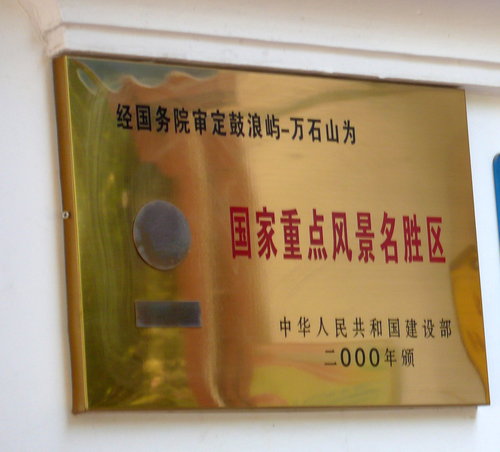 经国务院审定鼓浪屿-万石山为
国家重点风景名胜区
中华人民共和国建设部
二000年颁